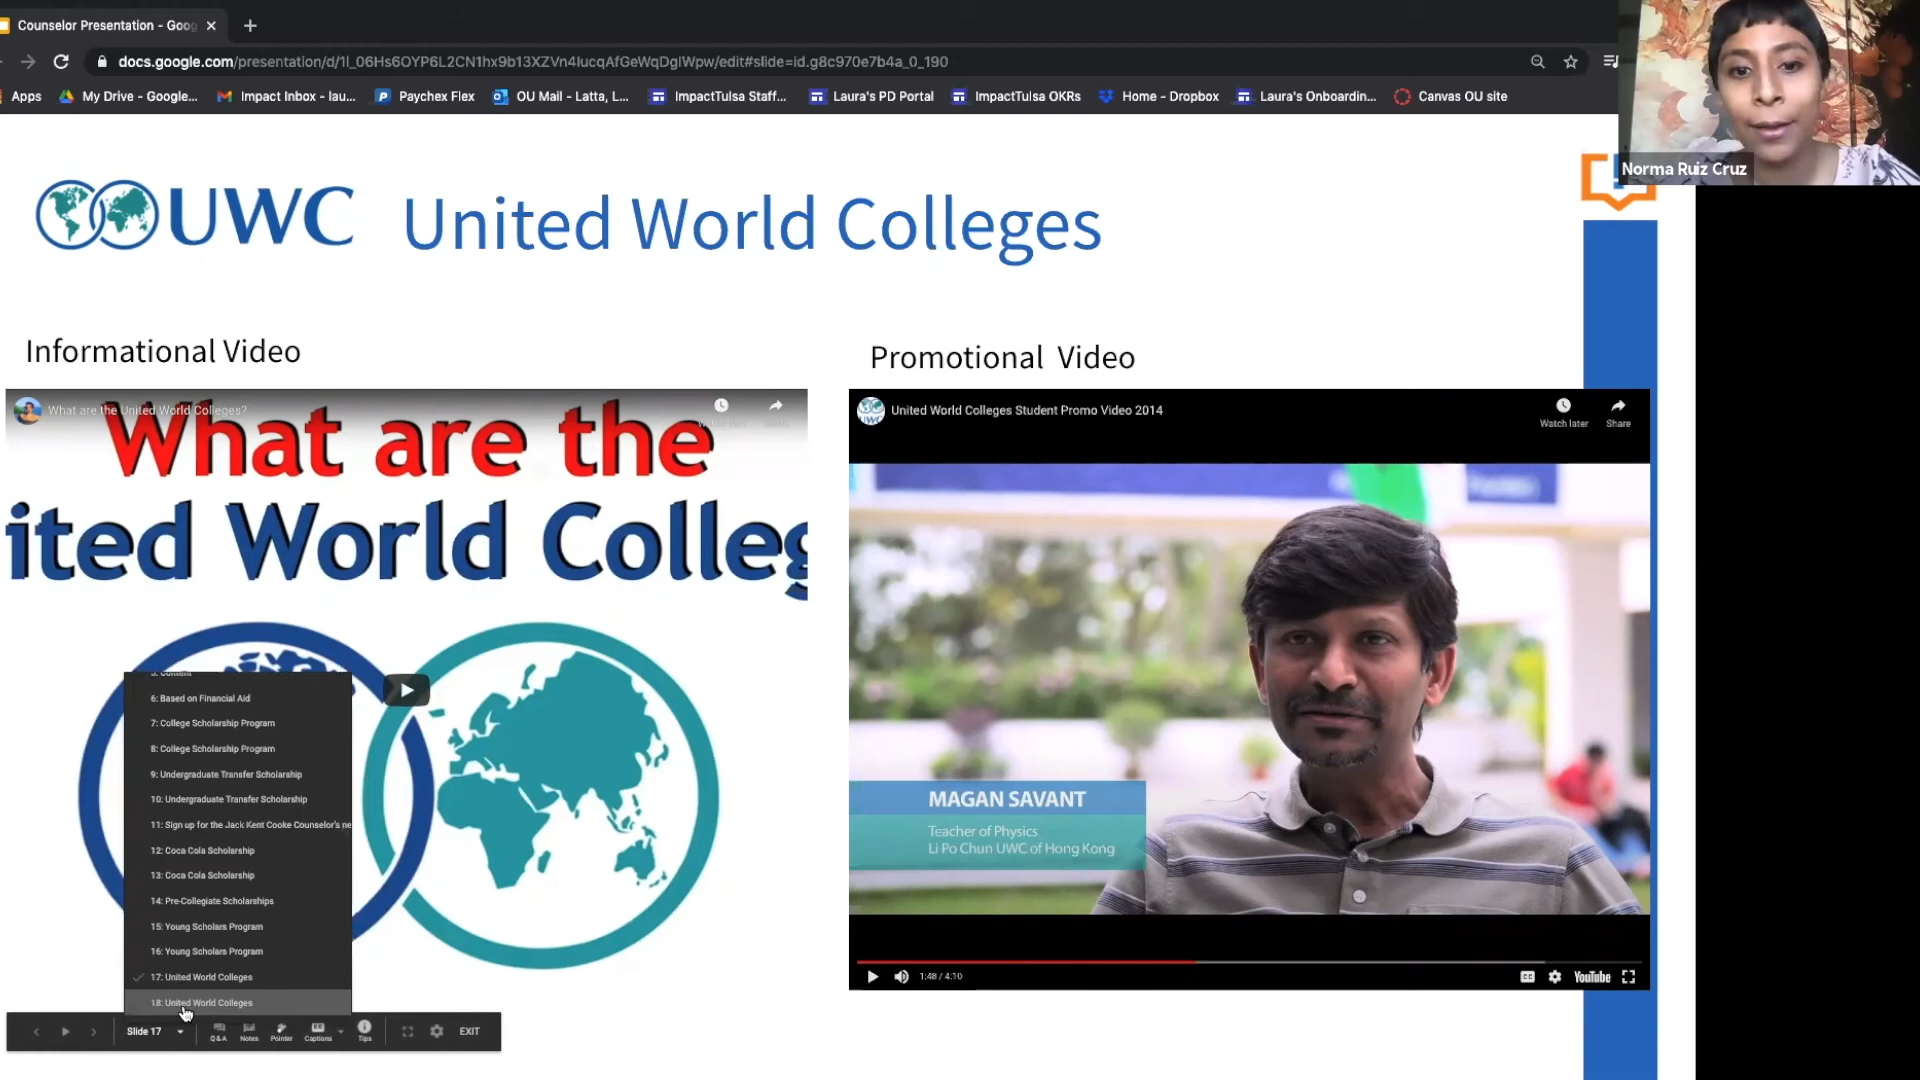 Counselor Presentation - Goog
docs.google.com/presentation/d/1l_06Hs6OYP6L2CN1hx9b13XZVn4IucqAfGeWqDgIWpw/edit#slide=id.g8c970e7b4a_0_190
Apps
My Drive - Google...
Impact Inbox - lau...
Paychex Flex
OU Mail - Latta, L...
ImpactTulsa Staff...
Laura's PD Portal
ImpactTulsa OKRs
Home - Dropbox
Laura's Onboardin...
Canvas OU site
Norma Ruiz Cruz
UWC
United World Colleges
Informational Video
Promotional Video
What are the United World Colleges?
What are the
ited World Colleg
United World Colleges Student Promo Video 2014
Watch later
Share
MAGAN SAVANT
Teacher of Physics
Li Po Chun UWC of Hong Kong
1:48 / 4:10
CC
YouTube
5: Content
6: Based on Financial Aid
7: College Scholarship Program
8: College Scholarship Program
9: Undergraduate Transfer Scholarship
10: Undergraduate Transfer Scholarship
11: Sign up for the Jack Kent Cooke Counselor's ne
12: Coca Cola Scholarship
13: Coca Cola Scholarship
14: Pre-Collegiate Scholarships
15: Young Scholars Program
16: Young Scholars Program
17: United World Colleges
18: United World Colleges
Slide 17
Q&A
Notes
Pointer
Captions
Tips
EXIT